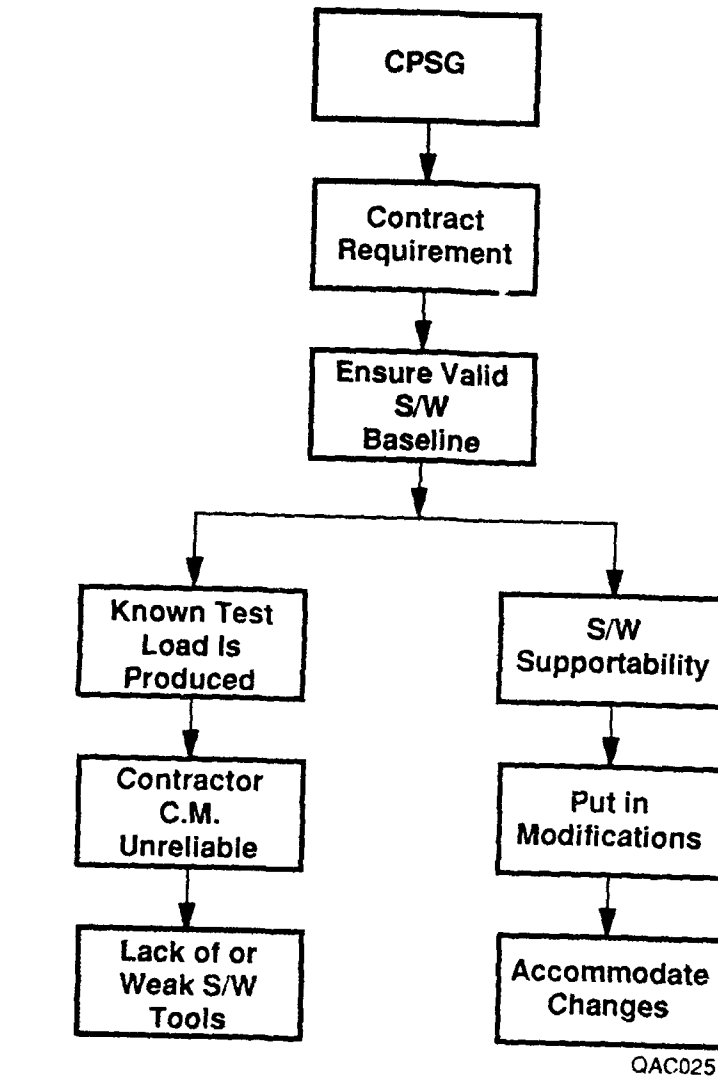 CPSG
Contract
Requirement
Ensure Valid
S/W
Baseline
Known Test
Load Is
Produced
S/W
Supportability
Contractor
C.M.
Unreliable
Put in
Modifications
Lack of or
Weak S/W
Tools
Accommodate
Changes
QAC025